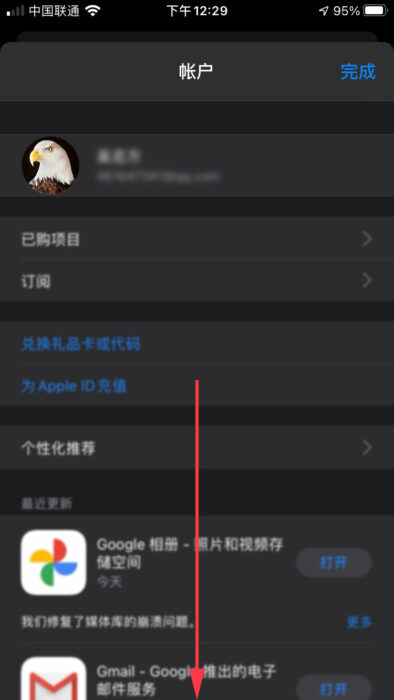 中国联通 下午12:29 95%
帐户 完成
已购项目
订阅
兑换礼品卡或代码
为 Apple ID 充值
个性化推荐
最近更新
Google 相册 - 照片和视频存
储空间
打开
今天
我们修复了媒体库的崩溃问题。 更多
Gmail - Google 推出的电子
邮件服务
打开